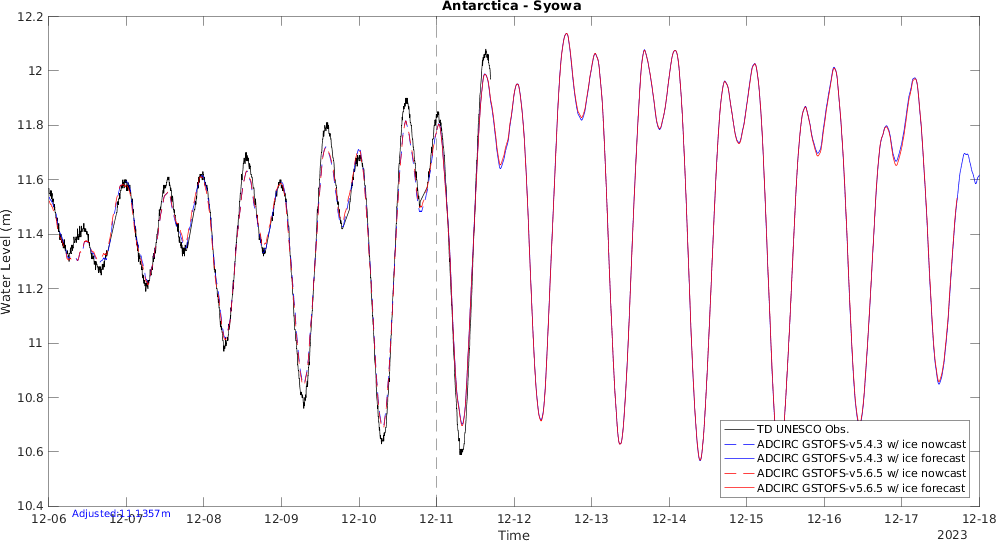 Antarctica - Syowa
Water Level (m)
12.2
12
11.8
11.6
11.4
11.2
11
10.8
10.6
10.4
TD UNESCO Obs.
ADCIRC GSTOFS-v5.4.3 w/ ice nowcast
ADCIRC GSTOFS-v5.4.3 w/ ice forecast
ADCIRC GSTOFS-v5.6.5 w/ ice nowcast
ADCIRC GSTOFS-v5.6.5 w/ ice forecast
Adjusted:11.1357m
12-06 12-07 12-08 12-09 12-10 12-11 12-12 12-13 12-14 12-15 12-16 12-17 12-18
Time
2023